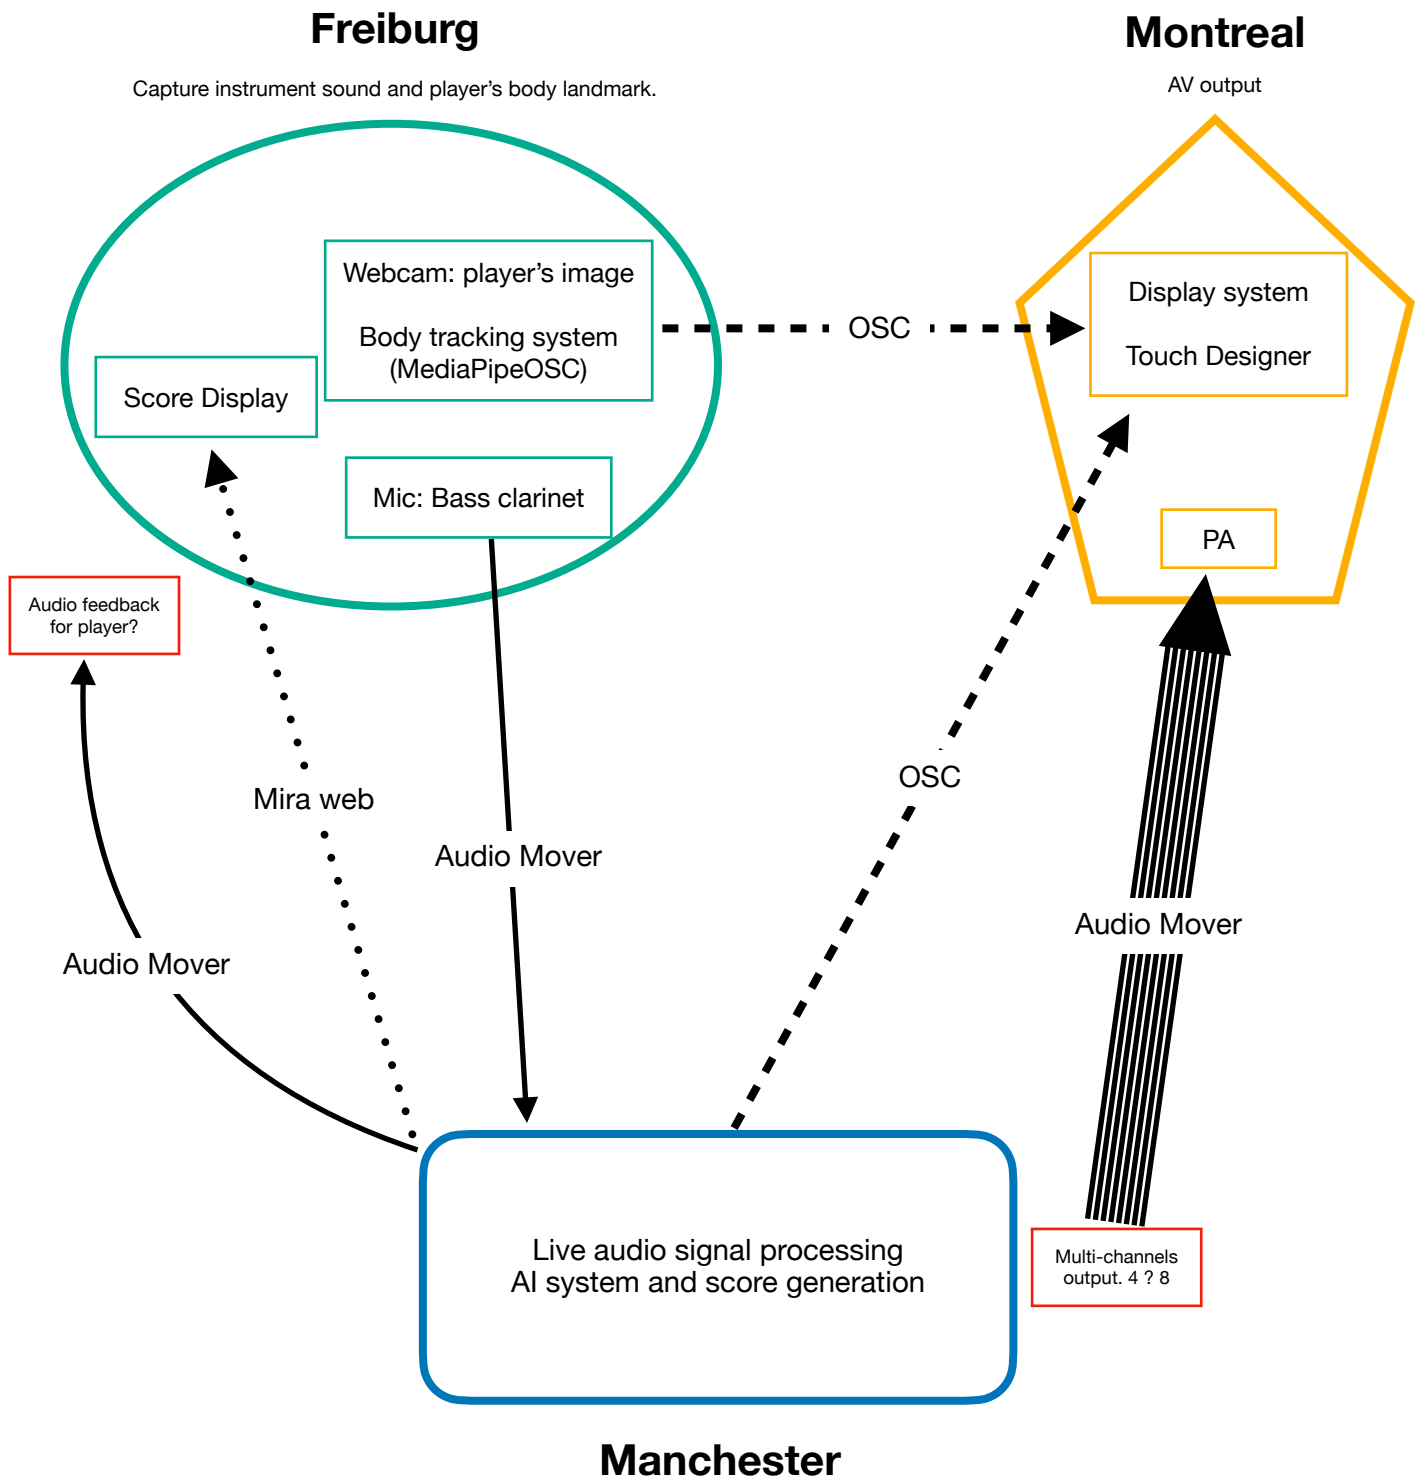 Freiburg
Capture instrument sound and player’s body landmark.
Montreal
AV output
Webcam: player’s image
Body tracking system
(MediaPipeOSC)
Score Display
Mic: Bass clarinet
OSC
Display system
Touch Designer
PA
Audio feedback
for player?
Mira web
Audio Mover
OSC
Audio Mover
Audio Mover
Live audio signal processing
AI system and score generation
Multi-channels
output. 4 ? 8
Manchester